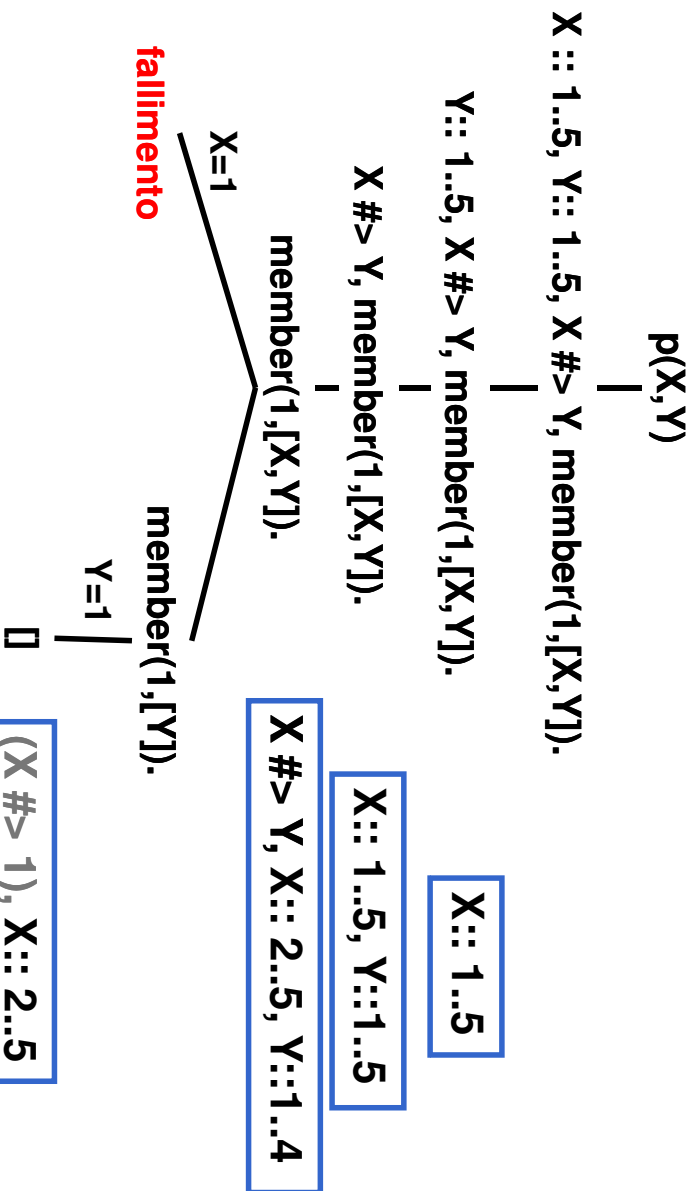 p(X,Y)
X :: 1..5, Y:: 1..5, X #> Y, member(1,[X,Y]).
Y:: 1..5, X #> Y, member(1,[X,Y]).
X:: 1..5
X #> Y, member(1,[X,Y]).
X:: 1..5, Y::1..5
member(1,[X,Y]).
X #> Y, X:: 2..5, Y::1..4
X=1
fallimento
member(1,[Y]).
Y=1
[]
(X #> 1), X:: 2..5